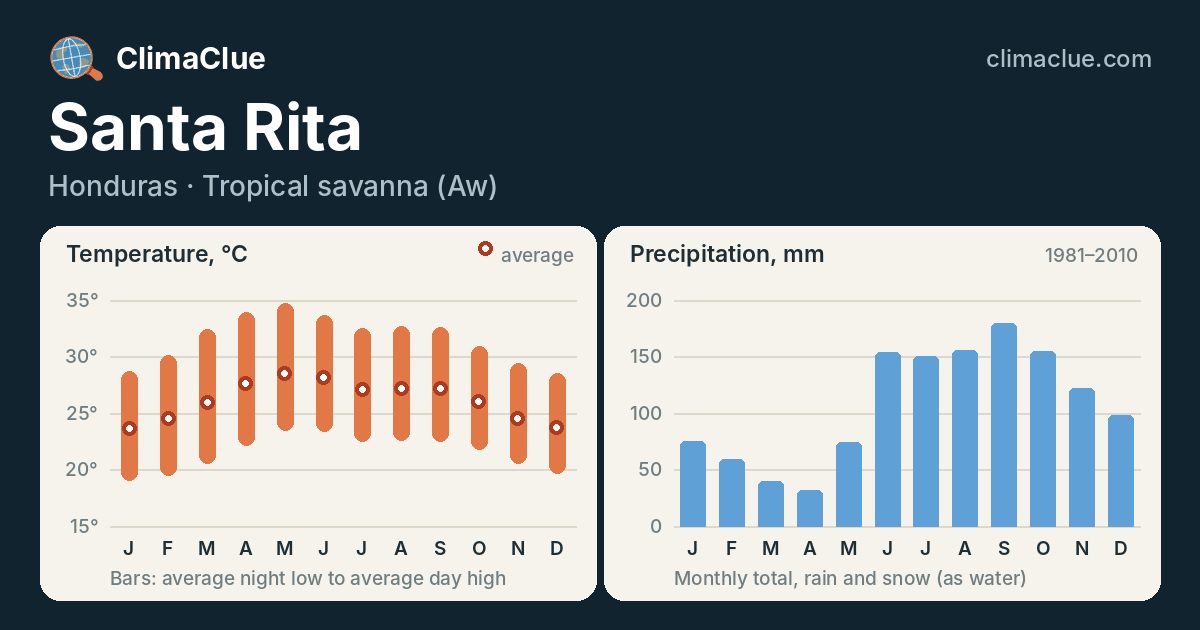 ClimaClue
climaclue.com
Santa Rita
Honduras · Tropical savanna (Aw)
Temperature, °C
average
35°
30°
25°
20°
15°
J F M A M J J A S O N D
Bars: average night low to average day high
Precipitation, mm
1981–2010
200
150
100
50
0
J F M A M J J A S O N D
Monthly total, rain and snow (as water)